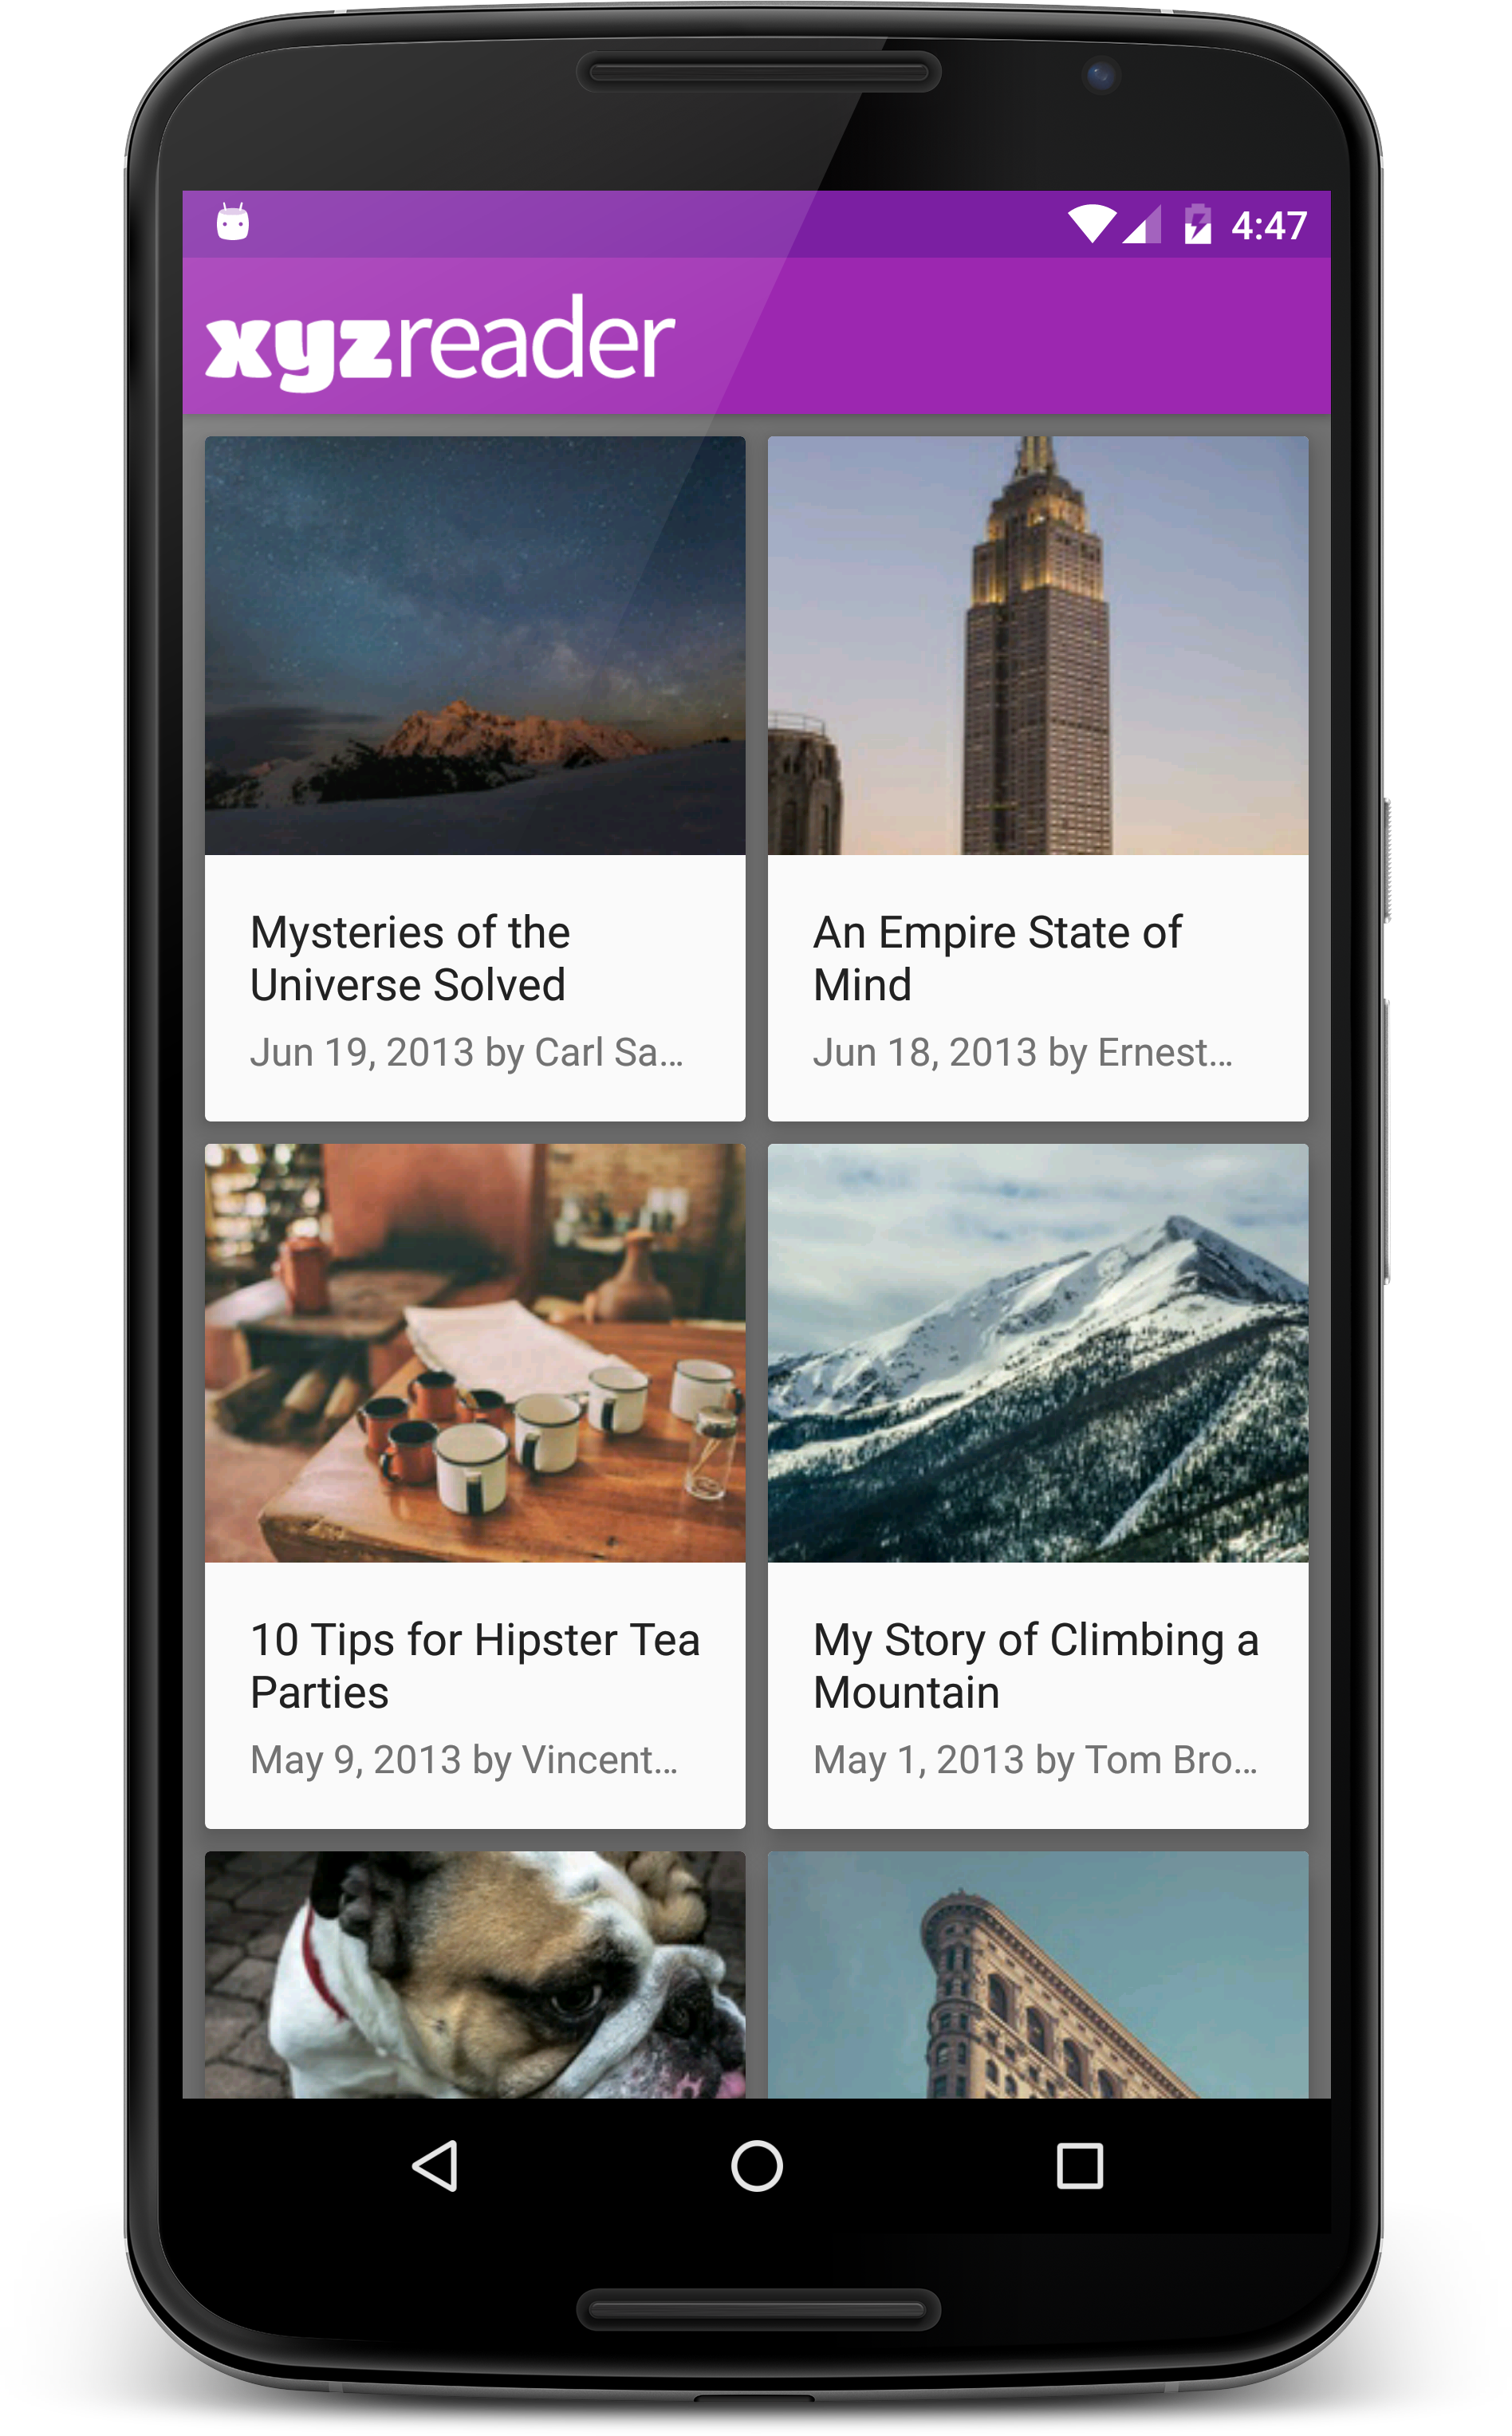 4:47
xyzreader
Mysteries of the
Universe Solved
Jun 19, 2013 by Carl Sa...
An Empire State of
Mind
Jun 18, 2013 by Ernest...
10 Tips for Hipster Tea
Parties
May 9, 2013 by Vincent...
My Story of Climbing a
Mountain
May 1, 2013 by Tom Bro...